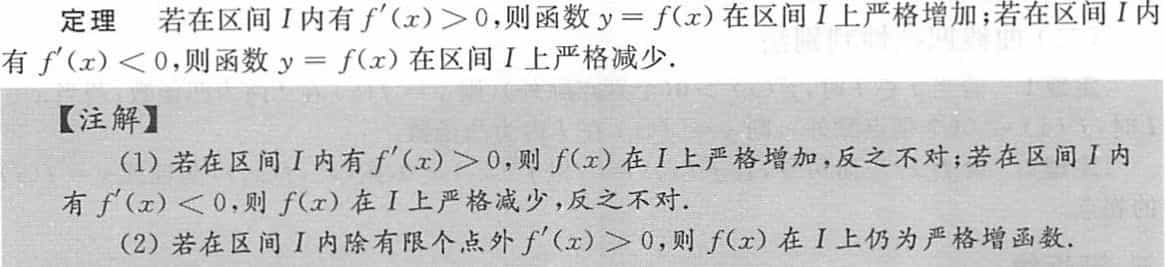 定理 若在区间 I 内有 f′(x) > 0,则函数 y = f(x) 在区间 I 上严格增加;若在区间 I 内
有 f′(x) < 0,则函数 y = f(x) 在区间 I 上严格减少.
【注解】
(1) 若在区间 I 内有 f′(x) > 0,则 f(x) 在 I 上严格增加,反之不对;若在区间 I 内
有 f′(x) < 0,则 f(x) 在 I 上严格减少,反之不对.
(2) 若在区间 I 内除有限个点外 f′(x) > 0,则 f(x) 在 I 上仍为严格增函数.